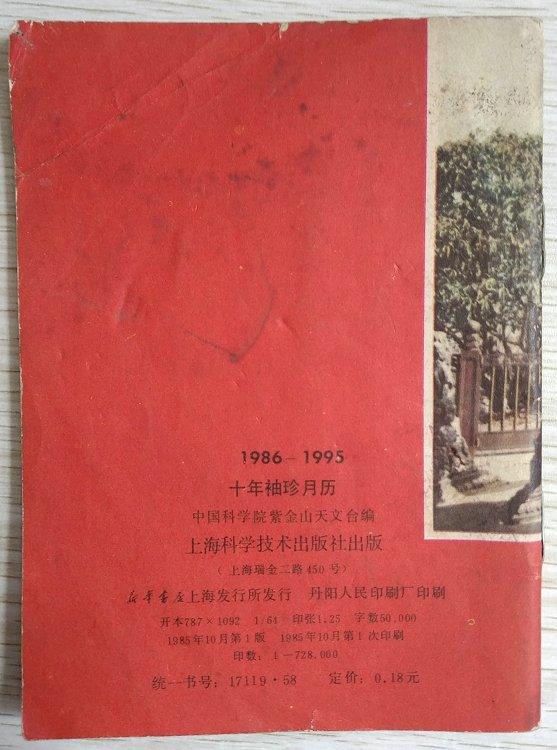 1986—1995
十年袖珍月历
中国科学院紫金山天文台编
上海科学技术出版社出版
（上海瑞金二路450号）
新华书店上海发行所发行 丹阳人民印刷厂印刷
开本787×1092 1/64 印张1.25 字数50.000
1985年10月第1版 1985年10月第1次印刷
印数：1—728.000
统一书号：17119·58 定价：0.18元